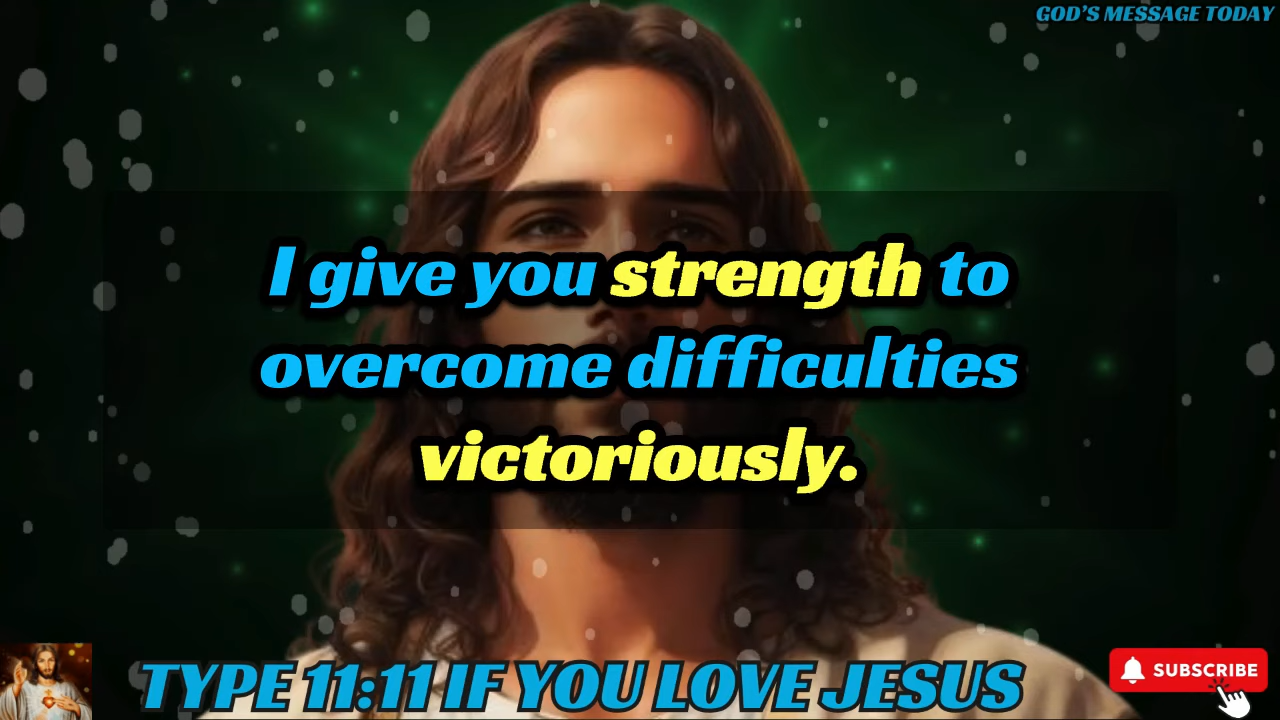 GOD'S MESSAGE TODAY
I give you strength to
overcome difficulties
victoriously.
TYPE 11:11 IF YOU LOVE JESUS
SUBSCRIBE